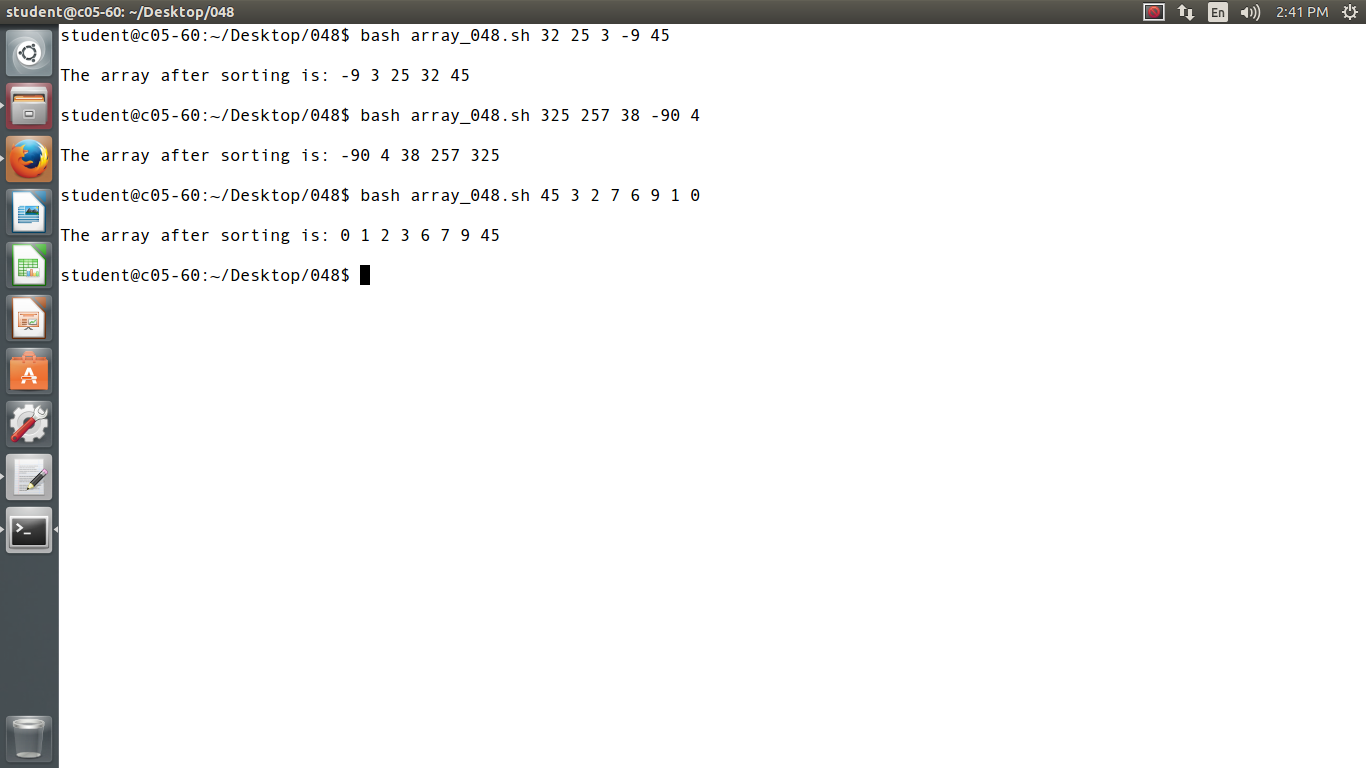 student@c05-60: ~/Desktop/048
En
2:41 PM
student@c05-60:~/Desktop/048$ bash array_048.sh 32 25 3 -9 45
The array after sorting is: -9 3 25 32 45
student@c05-60:~/Desktop/048$ bash array_048.sh 325 257 38 -90 4
The array after sorting is: -90 4 38 257 325
student@c05-60:~/Desktop/048$ bash array_048.sh 45 3 2 7 6 9 1 0
The array after sorting is: 0 1 2 3 6 7 9 45
student@c05-60:~/Desktop/048$